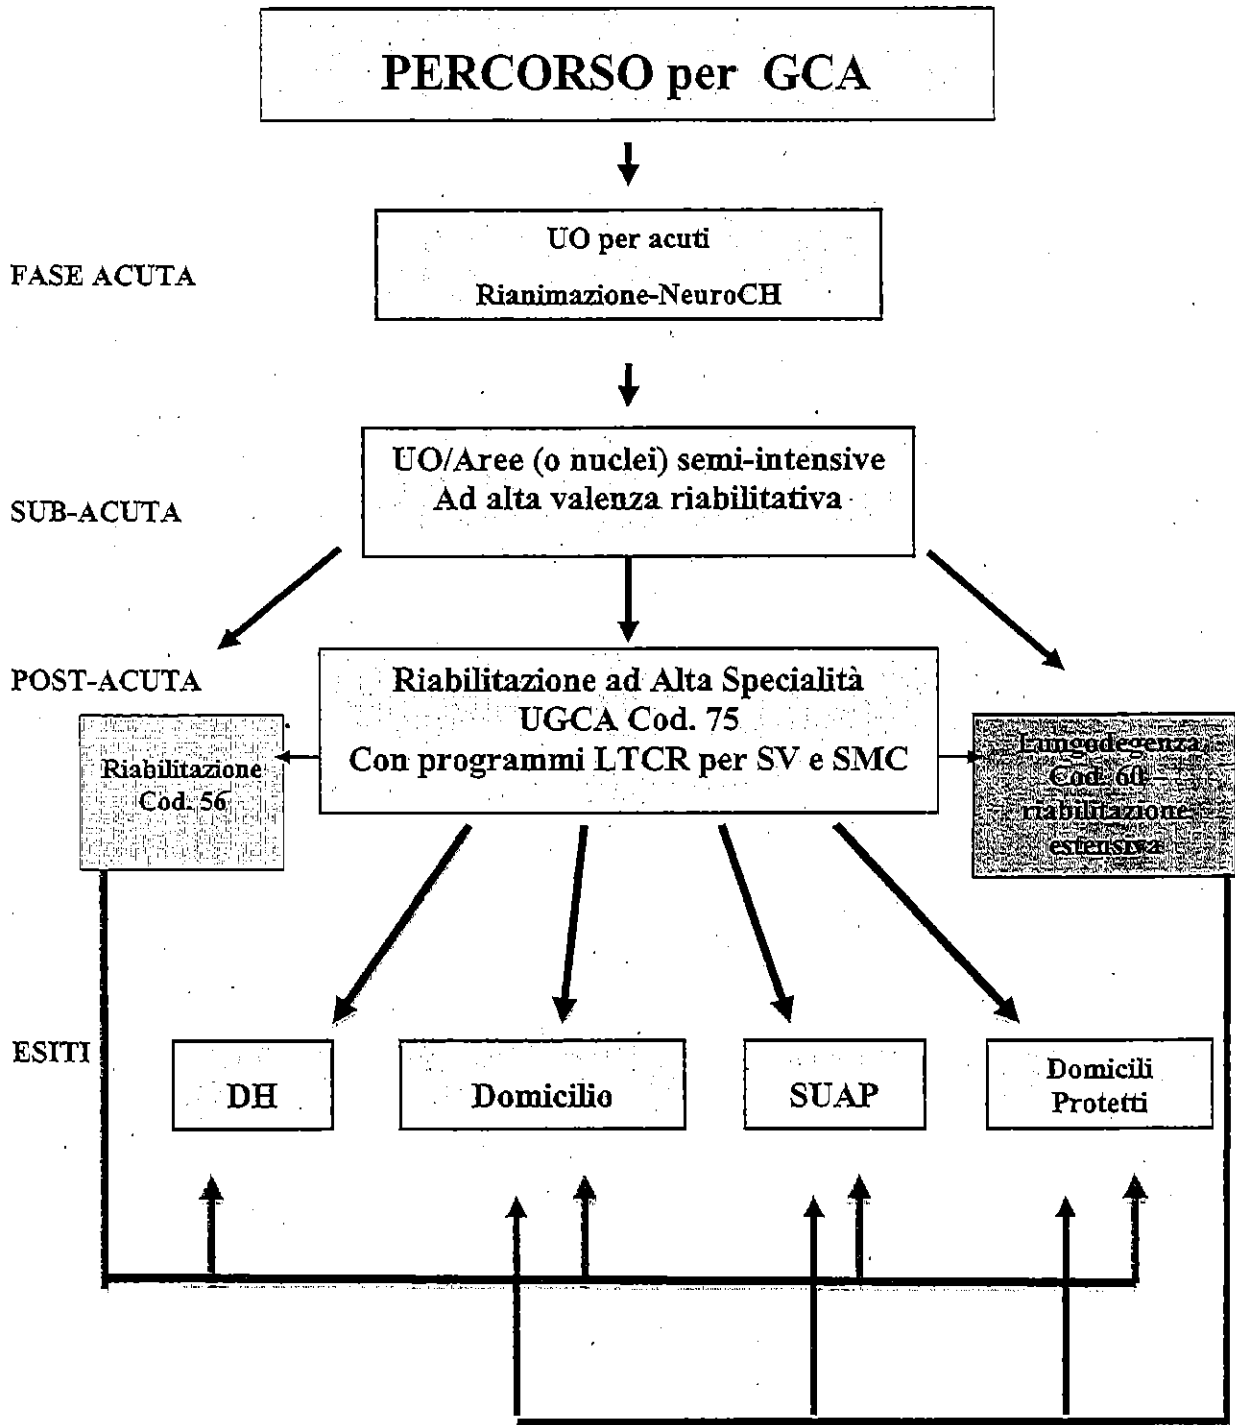 PERCORSO per GCA
UO per acuti
Rianimazione-NeuroCH
FASE ACUTA
UO/Aree (o nuclei) semi-intensive
Ad alta valenza riabilitativa
SUB-ACUTA
POST-ACUTA
Riabilitazione ad Alta Specialità
UGCA Cod. 75
Con programmi LTCR per SV e SMC
Riabilitazione
Cod. 56
Lungodegenza
Cod. 60 –
riabilitazione
estensiva
ESITI
DH
Domicilio
SUAP
Domicili
Protetti